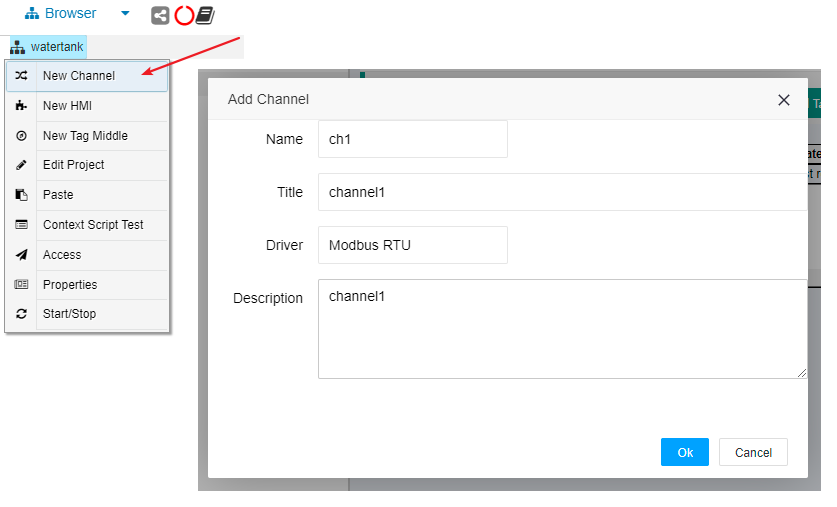 Browser
watertank
New Channel
New HMI
New Tag Middle
Edit Project
Paste
Context Script Test
Access
Properties
Start/Stop
Add Channel
Name
ch1
Title
channel1
Driver
Modbus RTU
Description
channel1
Ok
Cancel